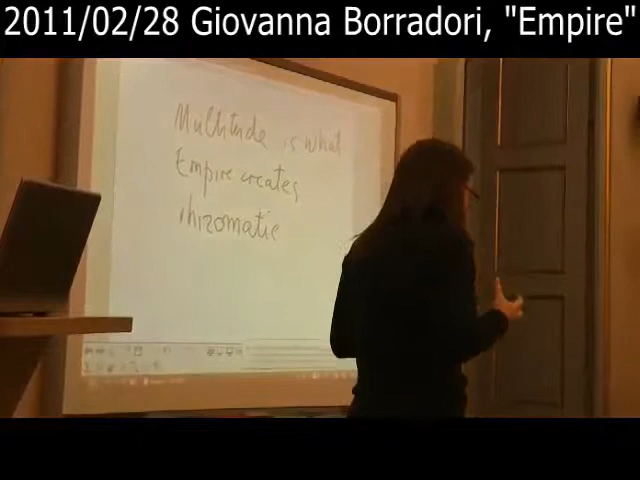 2011/02/28 Giovanna Borradori, "Empire"
Multitude is what
Empire creates
rhizomatic